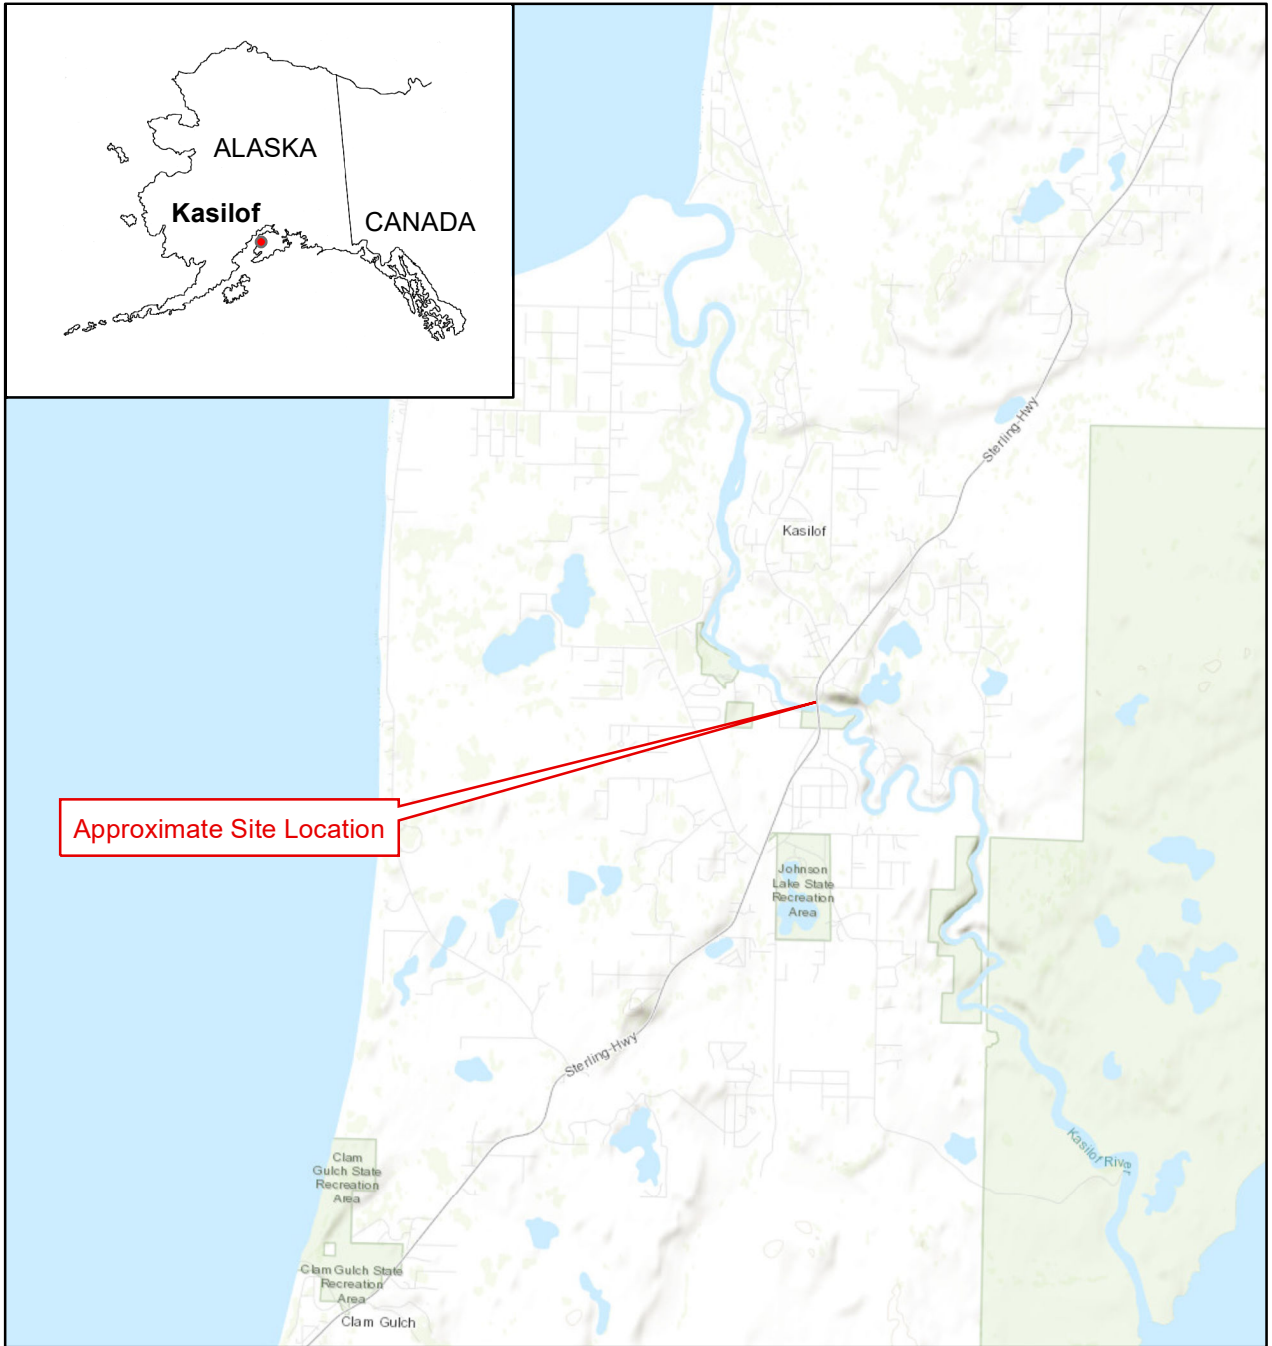 ALASKA
Kasilof
CANADA
Sterling-Hwy
Kasilof
Approximate Site Location
Johnson
Lake State
Recreation
Area
Sterling-Hwy
Kasilof River
Clam
Gulch State
Recreation
Area
Clam Gulch State
Recreation
Area
Clam Gulch